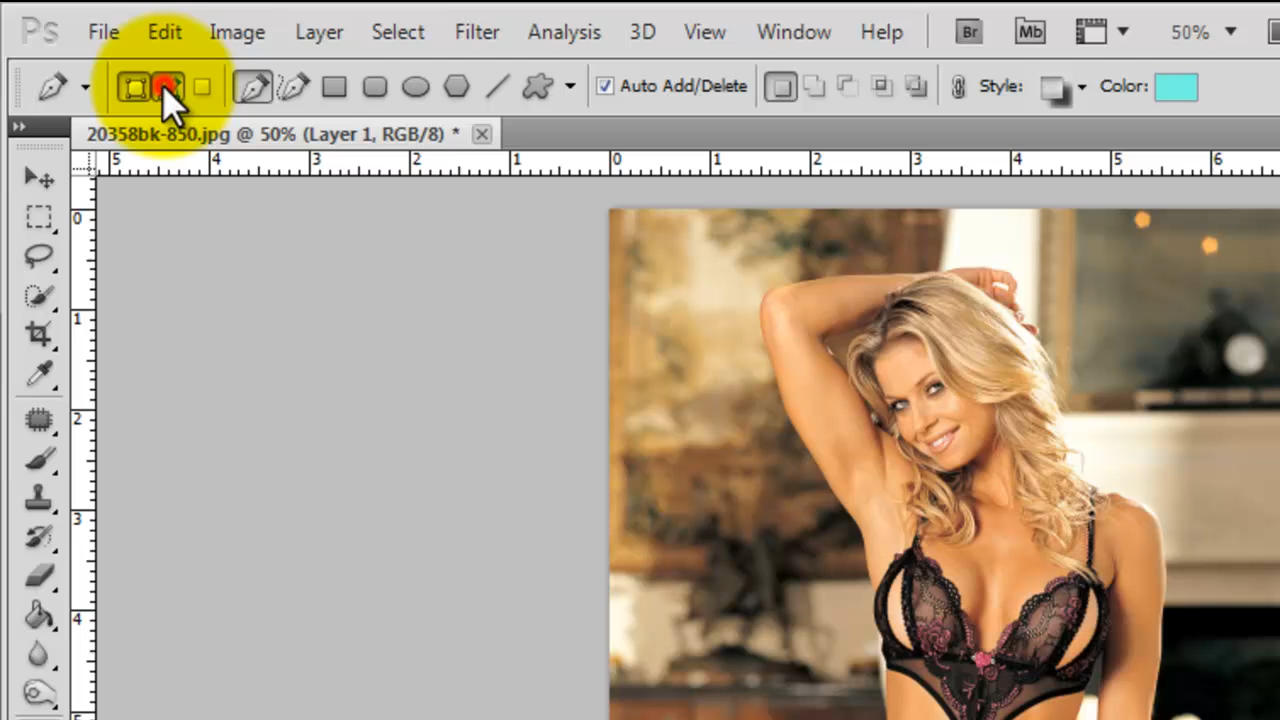 Ps File Edit Image Layer Select Filter Analysis 3D View Window Help Br Mb 50%
Auto Add/Delete Style: Color:
20358bk-850.jpg @ 50% (Layer 1, RGB/8) *
5 4 3 2 1 0 1 2 3 4 5 6
0
1
2
3
4
5